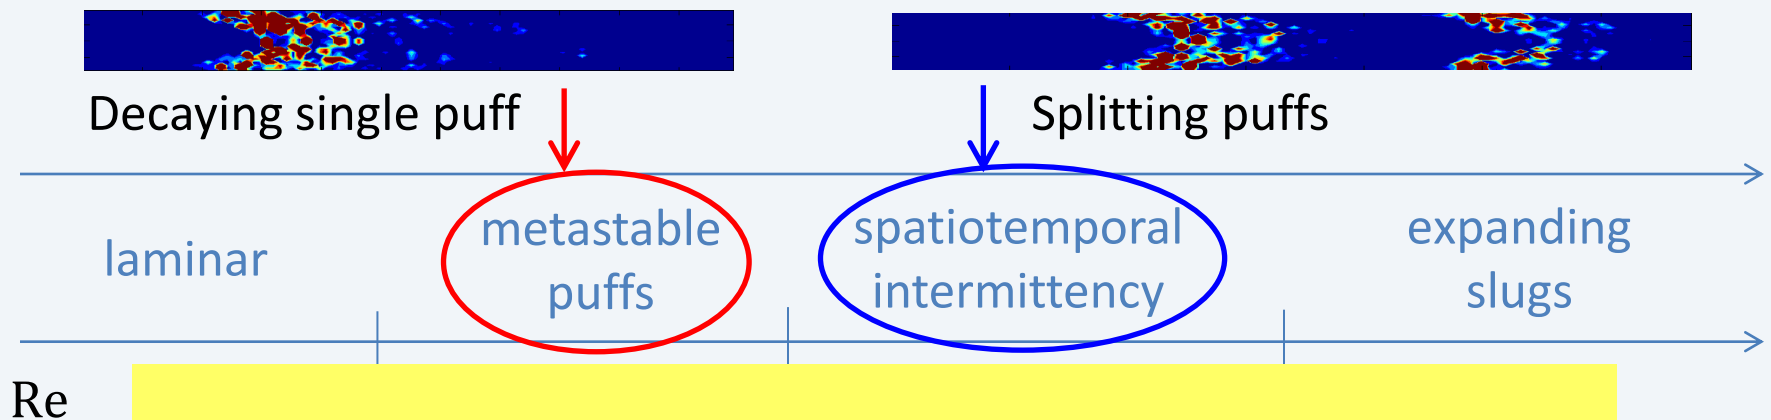 Decaying single puff
Splitting puffs
laminar
metastable
puffs
spatiotemporal
intermittency
expanding
slugs
Re